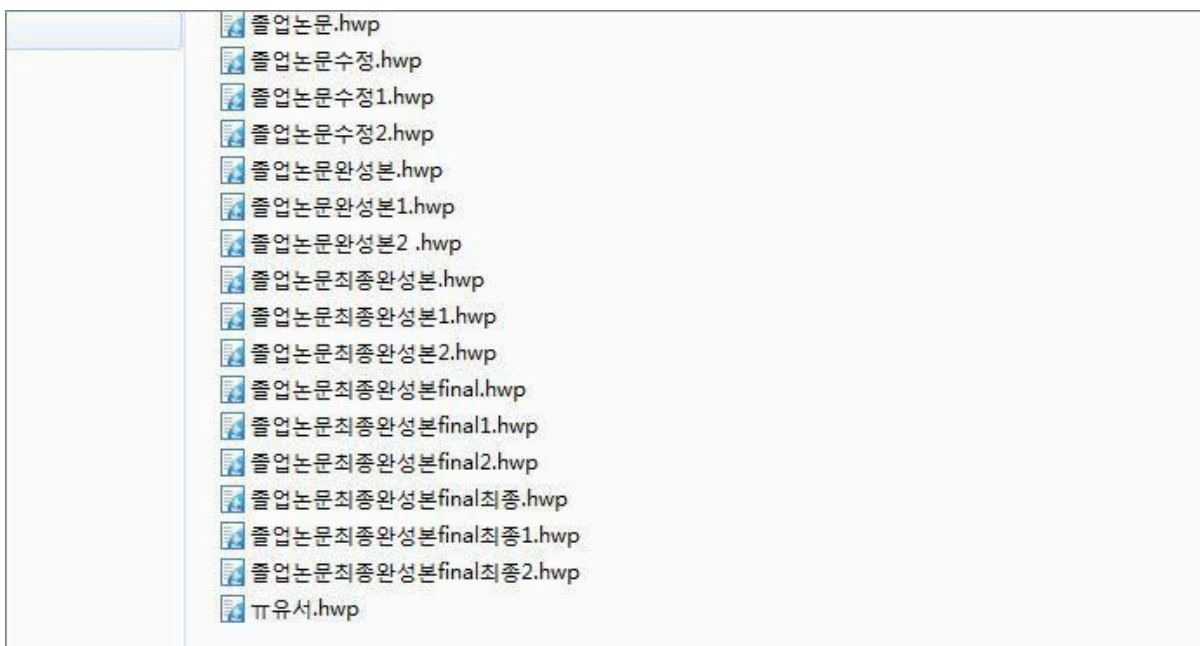 졸업논문.hwp
졸업논문수정.hwp
졸업논문수정1.hwp
졸업논문수정2.hwp
졸업논문완성본.hwp
졸업논문완성본1.hwp
졸업논문완성본2 .hwp
졸업논문최종완성본.hwp
졸업논문최종완성본1.hwp
졸업논문최종완성본2.hwp
졸업논문최종완성본final.hwp
졸업논문최종완성본final1.hwp
졸업논문최종완성본final2.hwp
졸업논문최종완성본final최종.hwp
졸업논문최종완성본final최종1.hwp
졸업논문최종완성본final최종2.hwp
ㅠ유서.hwp